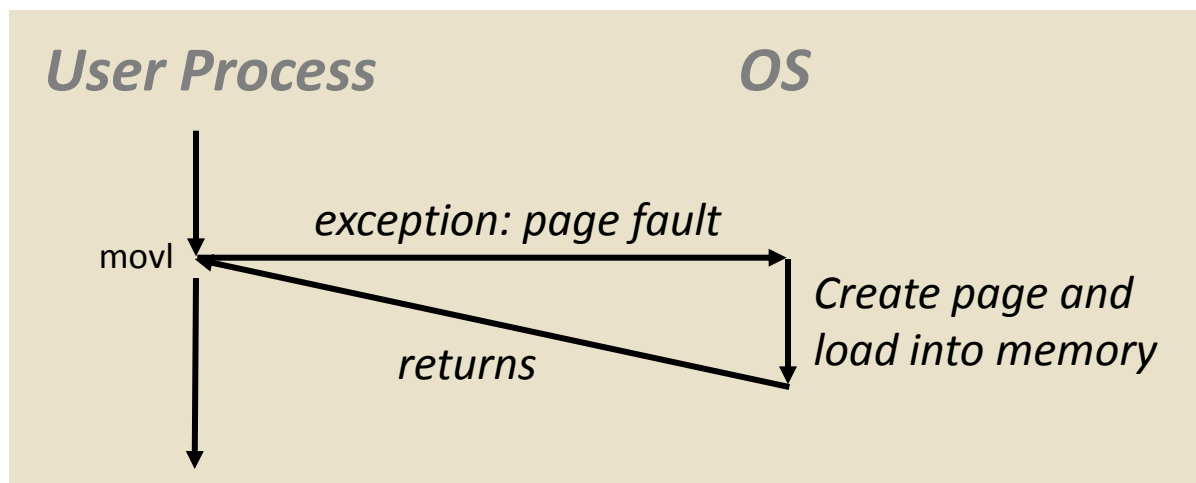 User Process
OS
exception: page fault
movl
Create page and
load into memory
returns